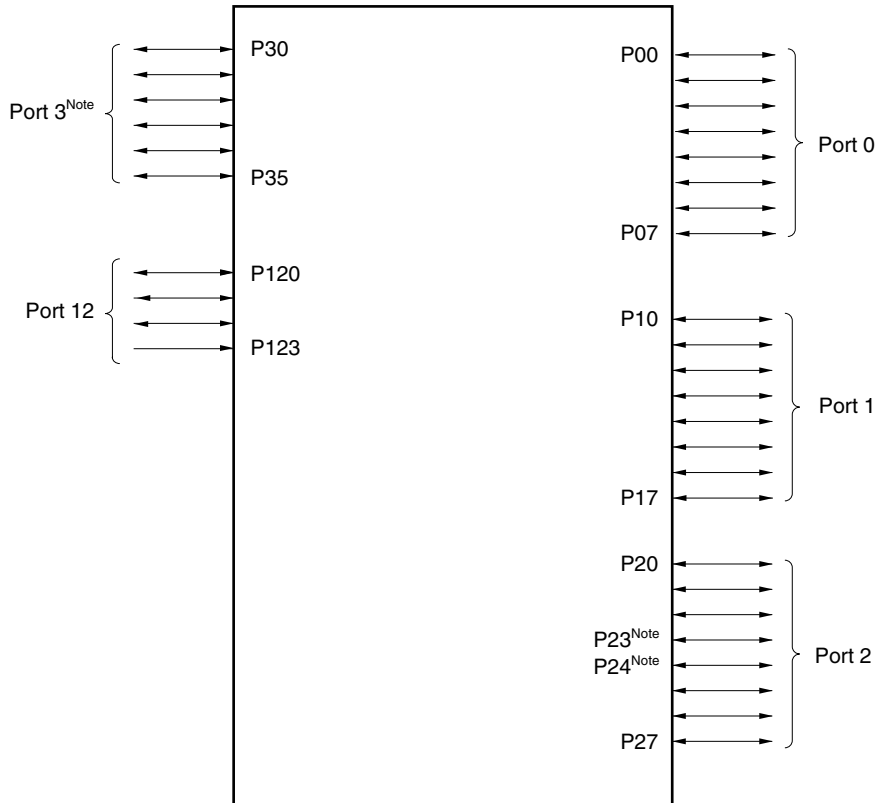 Port 3Note
P30
P35
Port 12
P120
P123
P00
P07
Port 0
P10
P17
Port 1
P20
P23Note
P24Note
P27
Port 2